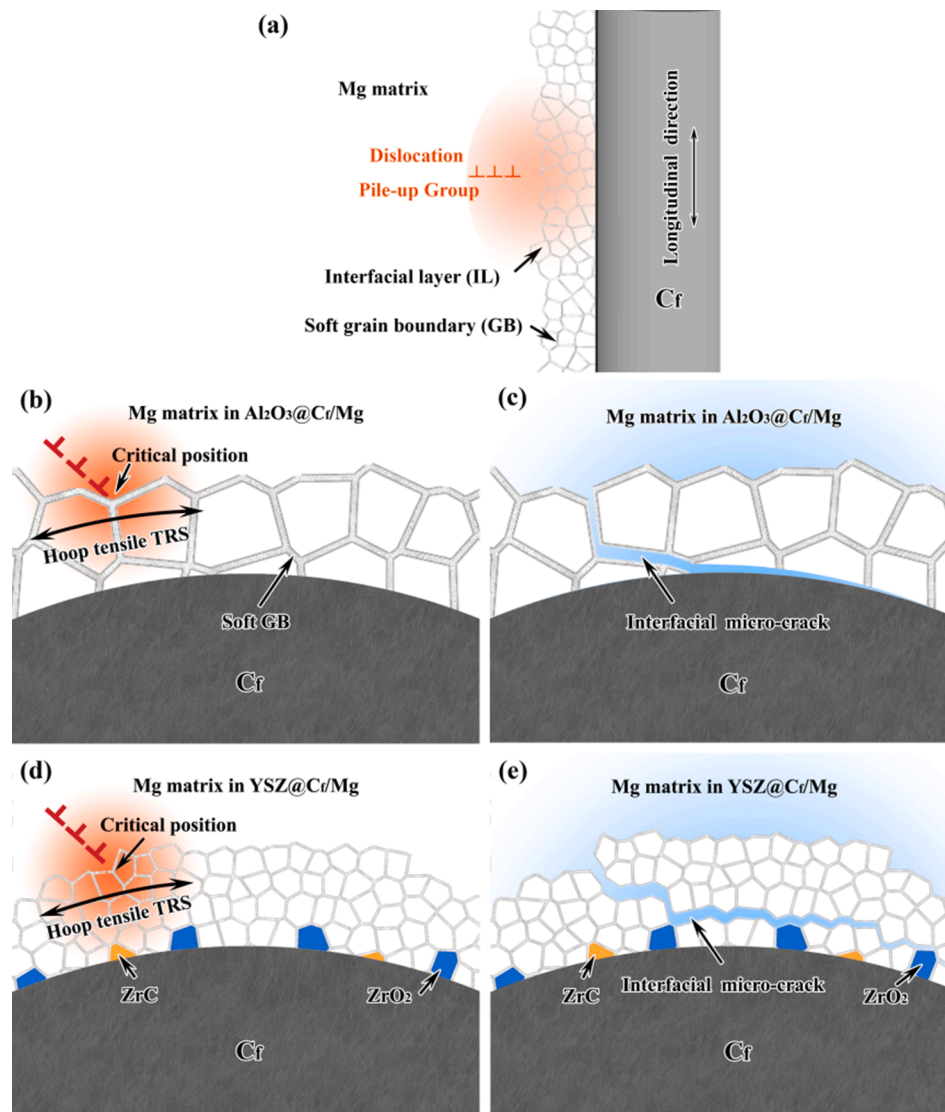 (a)
Mg matrix
Dislocation
Pile-up Group
Longitudinal direction
Interfacial layer (IL)
Soft grain boundary (GB)
Cf
(b)
Mg matrix in Al2O3@Cf/Mg
Critical position
Hoop tensile TRS
Soft GB
Cf
(c)
Mg matrix in Al2O3@Cf/Mg
Interfacial micro-crack
Cf
(d)
Mg matrix in YSZ@Cf/Mg
Critical position
Hoop tensile TRS
ZrC
ZrO2
Cf
(e)
Mg matrix in YSZ@Cf/Mg
ZrC
Interfacial micro-crack
ZrO2
Cf